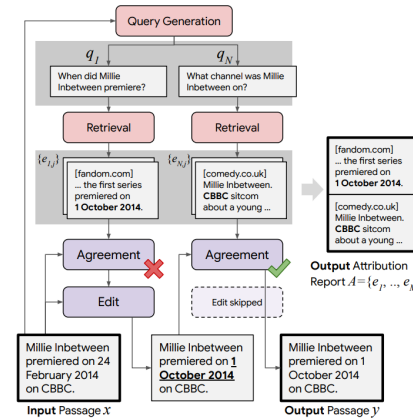 Query Generation
q1
qN
When did Millie
Inbetween premiere?
What channel was Millie
Inbetween on?
Retrieval
Retrieval
{e1,j}
{eN,j}
[fandom.com]
... the first series
premiered on
1 October 2014.
[comedy.co.uk]
Millie Inbetween.
CBBC sitcom
about a young ...
[fandom.com]
... the first series
premiered on
1 October 2014.
[comedy.co.uk]
Millie Inbetween.
CBBC sitcom
about a young ...
Output Attribution
Report A={e1, .., eN
Agreement
Agreement
Edit
Edit skipped
Millie Inbetween
premiered on 24
February 2014
on CBBC.
Millie Inbetween
premiered on 1
October 2014
on CBBC.
Millie Inbetween
premiered on 1
October 2014
on CBBC.
Input Passage x
Output Passage y